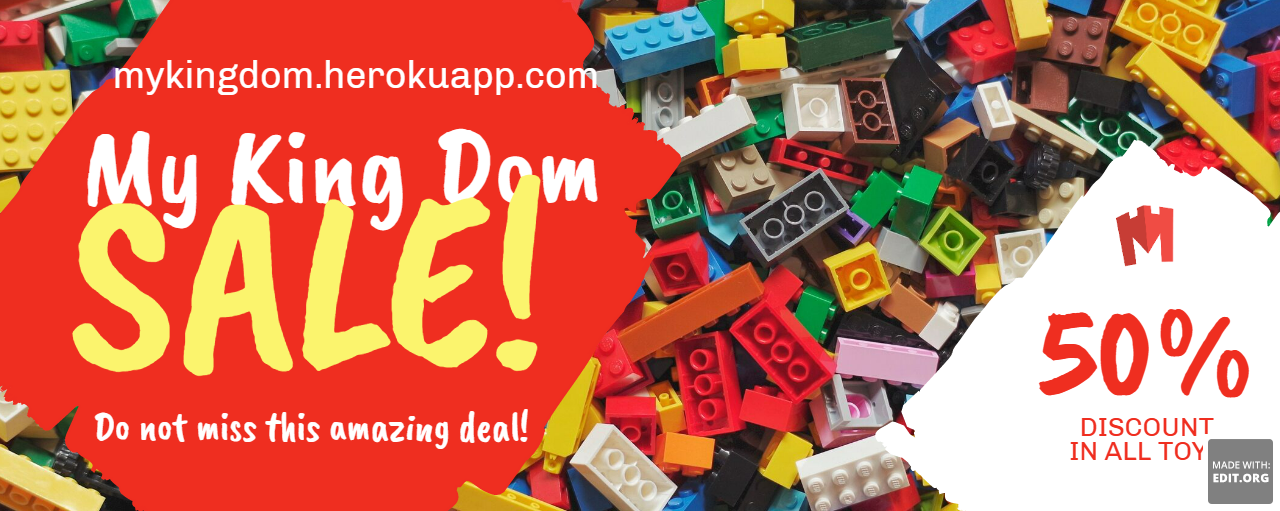 mykingdom.herokuapp.com
My King Dom
SALE!
Do not miss this amazing deal!
M
50%
DISCOUNT
IN ALL TOY
MADE WITH:
EDIT.ORG